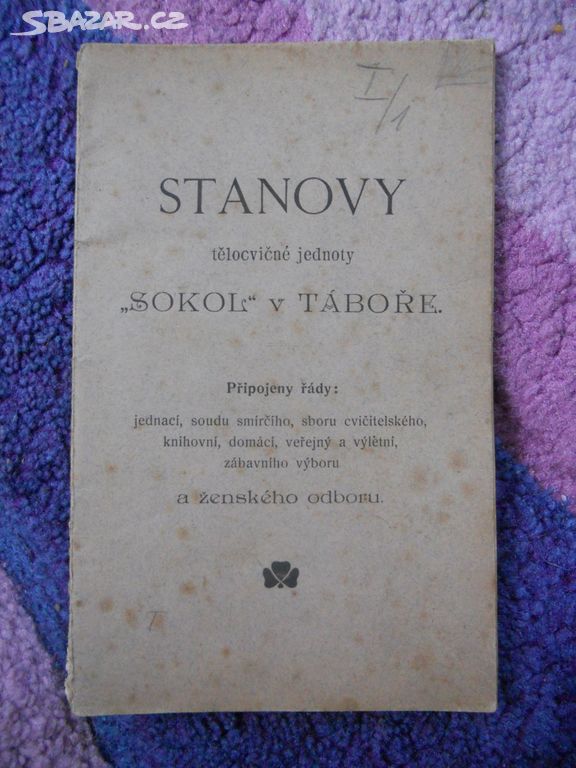 SBAZAR.CZ
I/1
STANOVY
tělocvičné jednoty
„SOKOL" v TÁBOŘE.
Připojeny řády:
jednací, soudu smírčího, sboru cvičitelského,
knihovní, domácí, veřejný a výletní,
zábavního výboru
a ženského odboru.